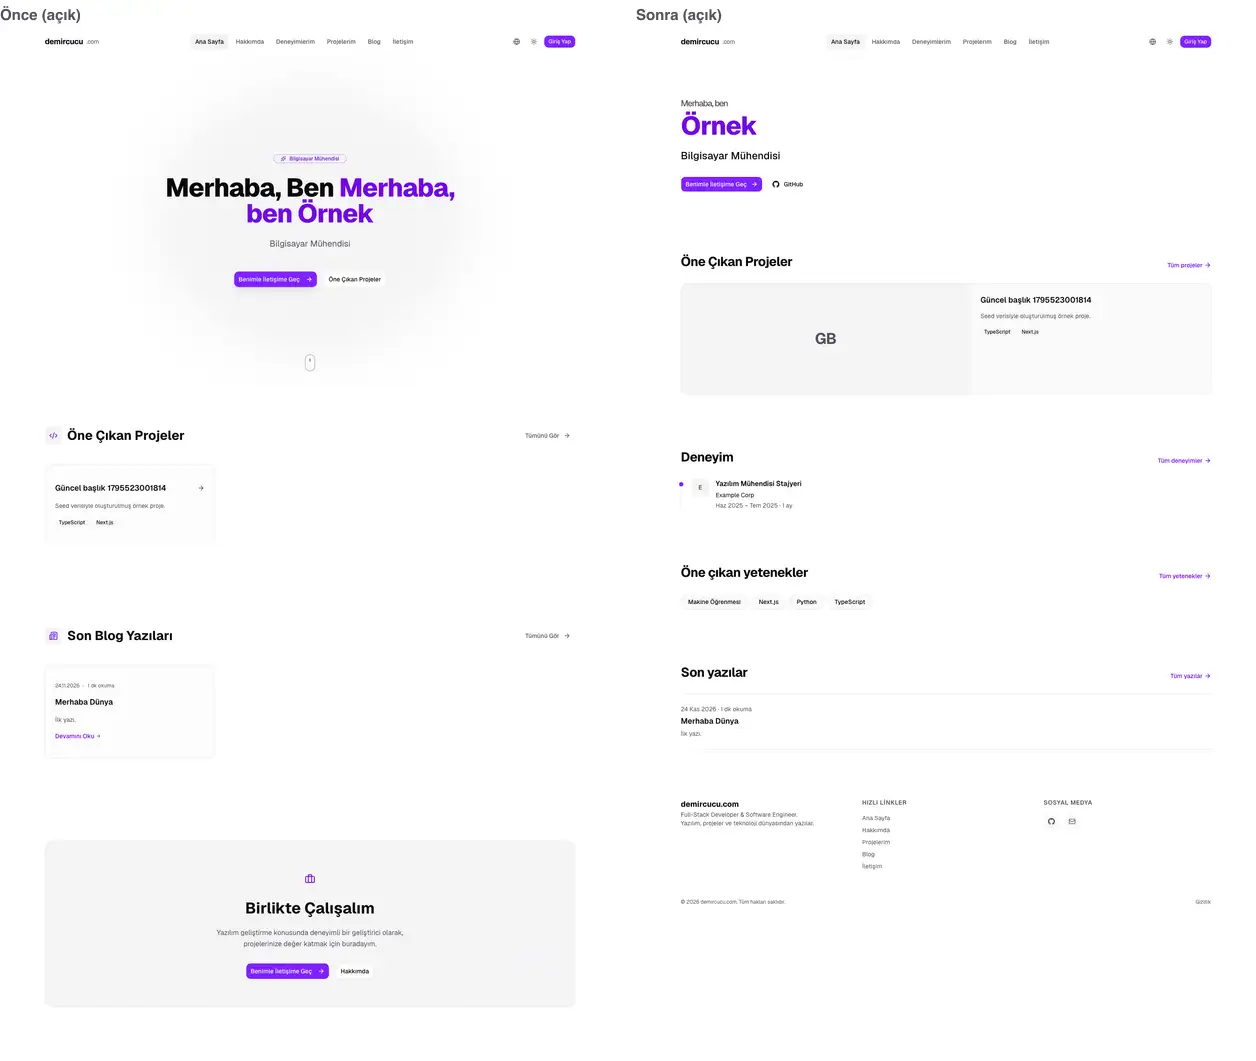 Önce (açık)
demircucu .com
Ana Sayfa
Hakkımda
Deneyimlerim
Projelerim
Blog
İletişim
Giriş Yap
Bilgisayar Mühendisi
Merhaba, Ben Merhaba,
ben Örnek
Bilgisayar Mühendisi
Benimle İletişime Geç →
Öne Çıkan Projeler
Öne Çıkan Projeler
Tümünü Gör →
Güncel başlık 1795523001814 →
Seed verisiyle oluşturulmuş örnek proje.
TypeScript
Next.js
Son Blog Yazıları
Tümünü Gör →
24.11.2026 · 1 dk okuma
Merhaba Dünya
İlk yazı.
Devamını Oku →
Birlikte Çalışalım
Yazılım geliştirme konusunda deneyimli bir geliştirici olarak,
projelerinize değer katmak için buradayım.
Benimle İletişime Geç →
Hakkımda
Sonra (açık)
demircucu .com
Ana Sayfa
Hakkımda
Deneyimlerim
Projelerim
Blog
İletişim
Giriş Yap
Merhaba, ben
Örnek
Bilgisayar Mühendisi
Benimle İletişime Geç →
GitHub
Öne Çıkan Projeler
Tüm projeler →
GB
Güncel başlık 1795523001814
Seed verisiyle oluşturulmuş örnek proje.
TypeScript
Next.js
Deneyim
Tüm deneyimler →
E
Yazılım Mühendisi Stajyeri
Example Corp
Haz 2025 – Tem 2025 · 1 ay
Öne çıkan yetenekler
Tüm yetenekler →
Makine Öğrenmesi
Next.js
Python
TypeScript
Son yazılar
Tüm yazılar →
24 Kas 2026 · 1 dk okuma
Merhaba Dünya
İlk yazı.
demircucu.com
Full-Stack Developer & Software Engineer.
Yazılım, projeler ve teknoloji dünyasından yazılar.
HIZLI LİNKLER
Ana Sayfa
Hakkımda
Projelerim
Blog
İletişim
SOSYAL MEDYA
© 2026 demircucu.com. Tüm hakları saklıdır.
Gizlilik